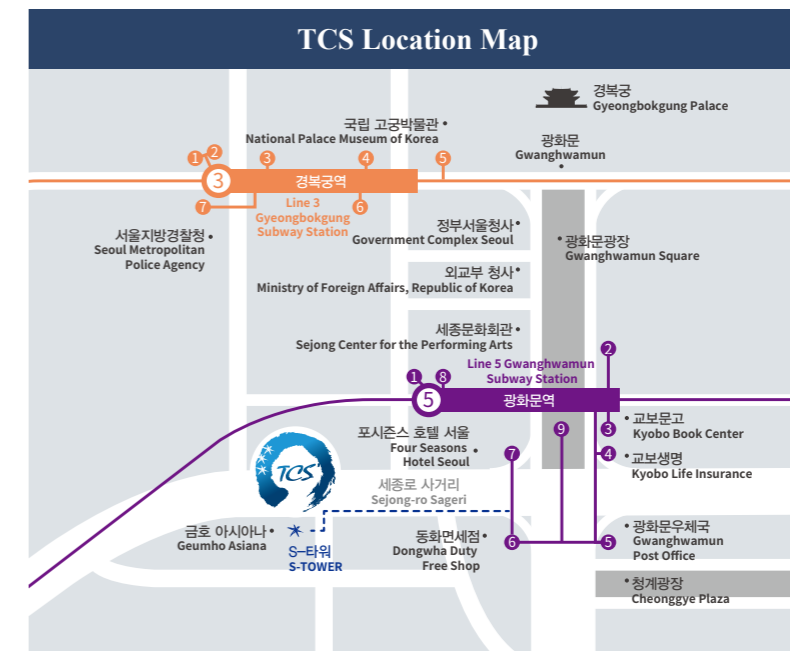 TCS Location Map
경복궁
Gyeongbokgung Palace
국립 고궁박물관
National Palace Museum of Korea
광화문
Gwanghwamun
1
2
3
4
5
3
경복궁역
7
6
Line 3
Gyeongbokgung
Subway Station
서울지방경찰청
Seoul Metropolitan
Police Agency
정부서울청사
Government Complex Seoul
광화문광장
Gwanghwamun Square
외교부 청사
Ministry of Foreign Affairs, Republic of Korea
세종문화회관
Sejong Center for the Performing Arts
2
Line 5 Gwanghwamun
Subway Station
1
8
5
광화문역
교보문고
Kyobo Book Center
3
9
포시즌스 호텔 서울
Four Seasons
Hotel Seoul
7
4
교보생명
Kyobo Life Insurance
TCS
세종로 사거리
Sejong-ro Sageri
금호 아시아나
Geumho Asiana
S-타워
S-TOWER
동화면세점
Dongwha Duty
Free Shop
6
5
광화문우체국
Gwanghwamun
Post Office
청계광장
Cheonggye Plaza